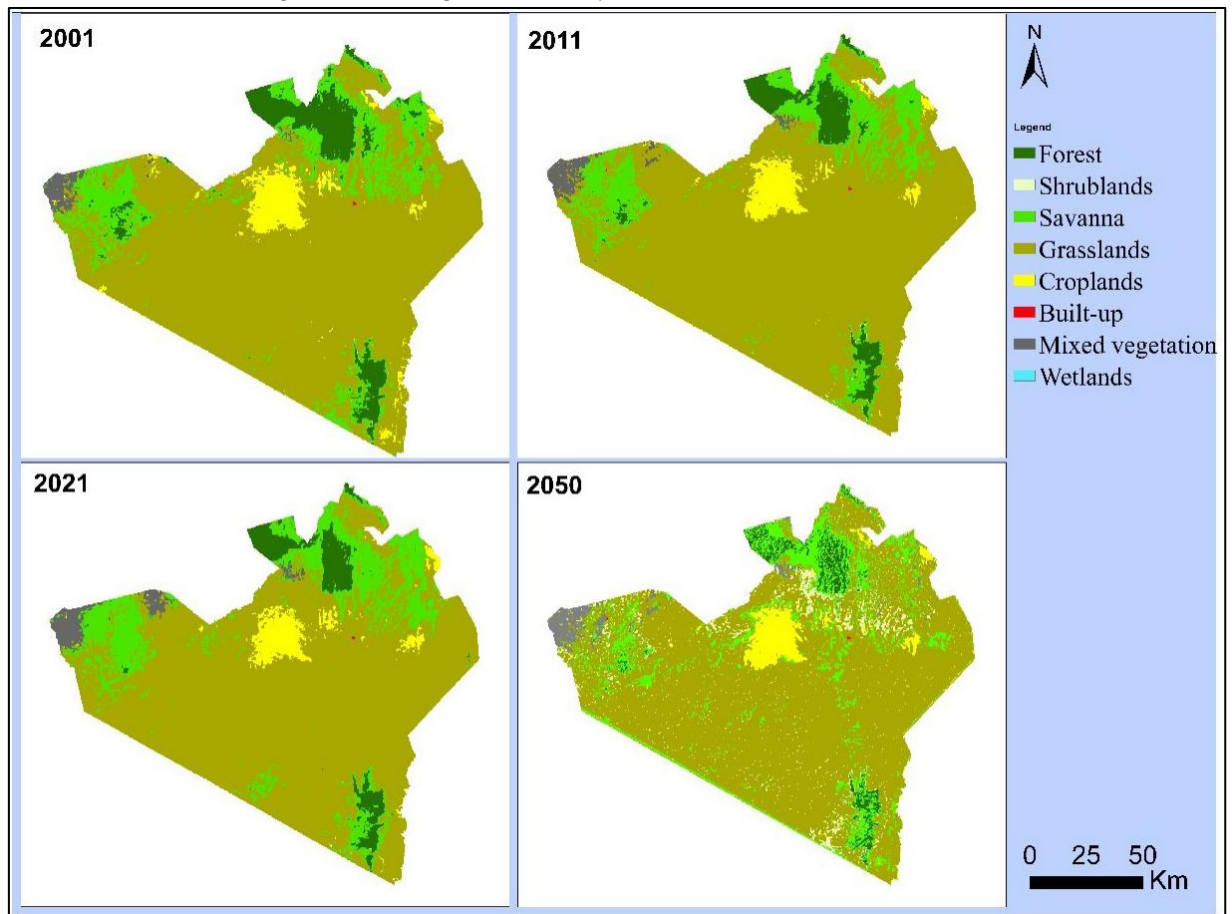 2001
2011
N
Legend
Forest
Shrublands
Savanna
Grasslands
Croplands
Built-up
Mixed vegetation
Wetlands
2021
2050
0 25 50
Km